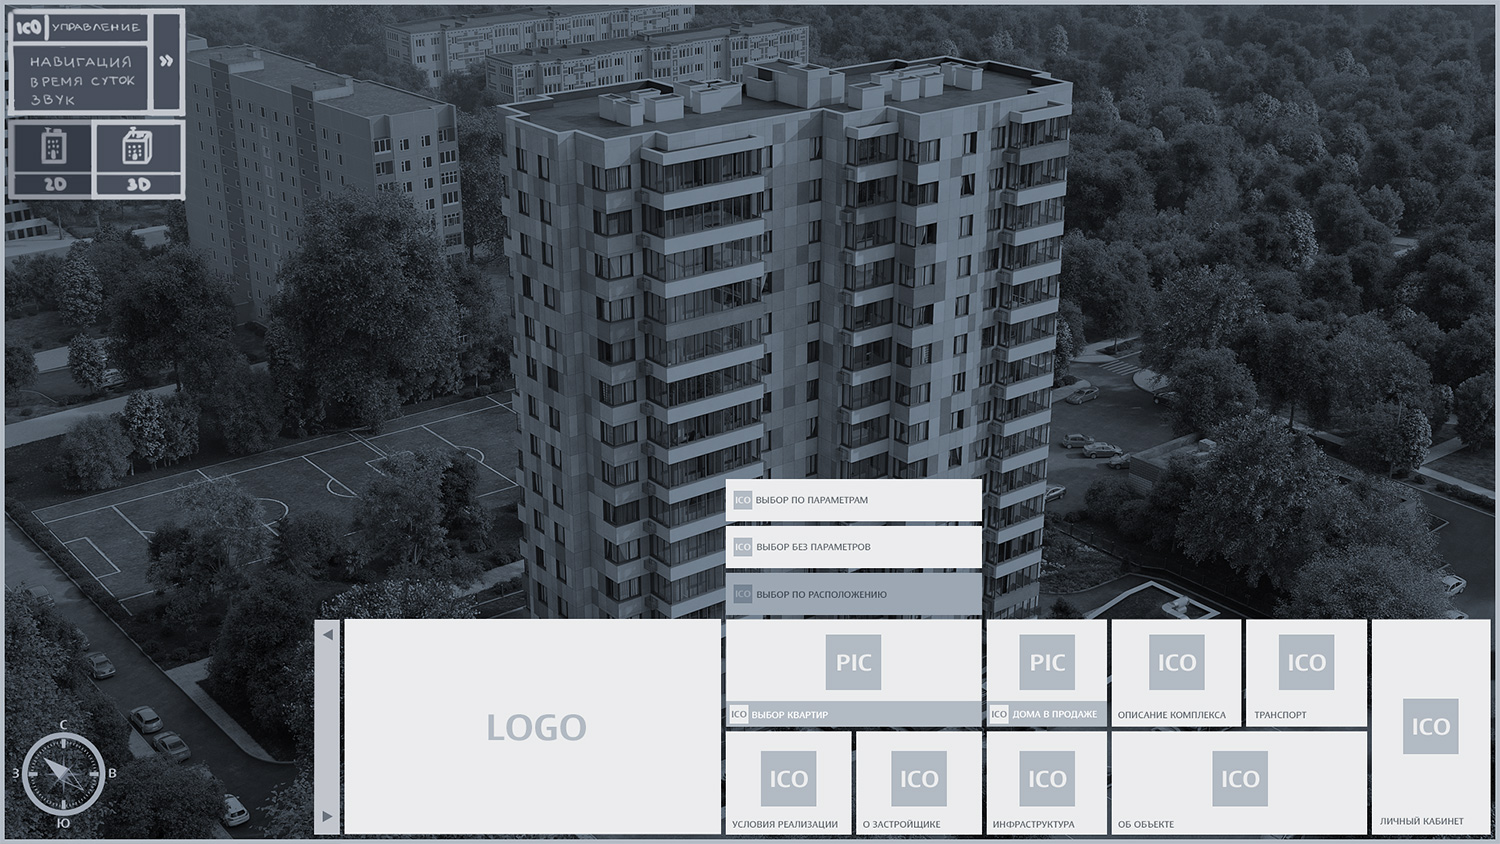 ICO УПРАВЛЕНИЕ
НАВИГАЦИЯ
ВРЕМЯ СУТОК
ЗВУК
»
2D
3D
ICO ВЫБОР ПО ПАРАМЕТРАМ
ICO ВЫБОР БЕЗ ПАРАМЕТРОВ
ICO ВЫБОР ПО РАСПОЛОЖЕНИЮ
LOGO
PIC
ICO ВЫБОР КВАРТИР
PIC
ICO ДОМА В ПРОДАЖЕ
ICO
ОПИСАНИЕ КОМПЛЕКСА
ICO
ТРАНСПОРТ
ICO
ЛИЧНЫЙ КАБИНЕТ
ICO
УСЛОВИЯ РЕАЛИЗАЦИИ
ICO
О ЗАСТРОЙЩИКЕ
ICO
ИНФРАСТРУКТУРА
ICO
ОБ ОБЪЕКТЕ
С
З
В
Ю